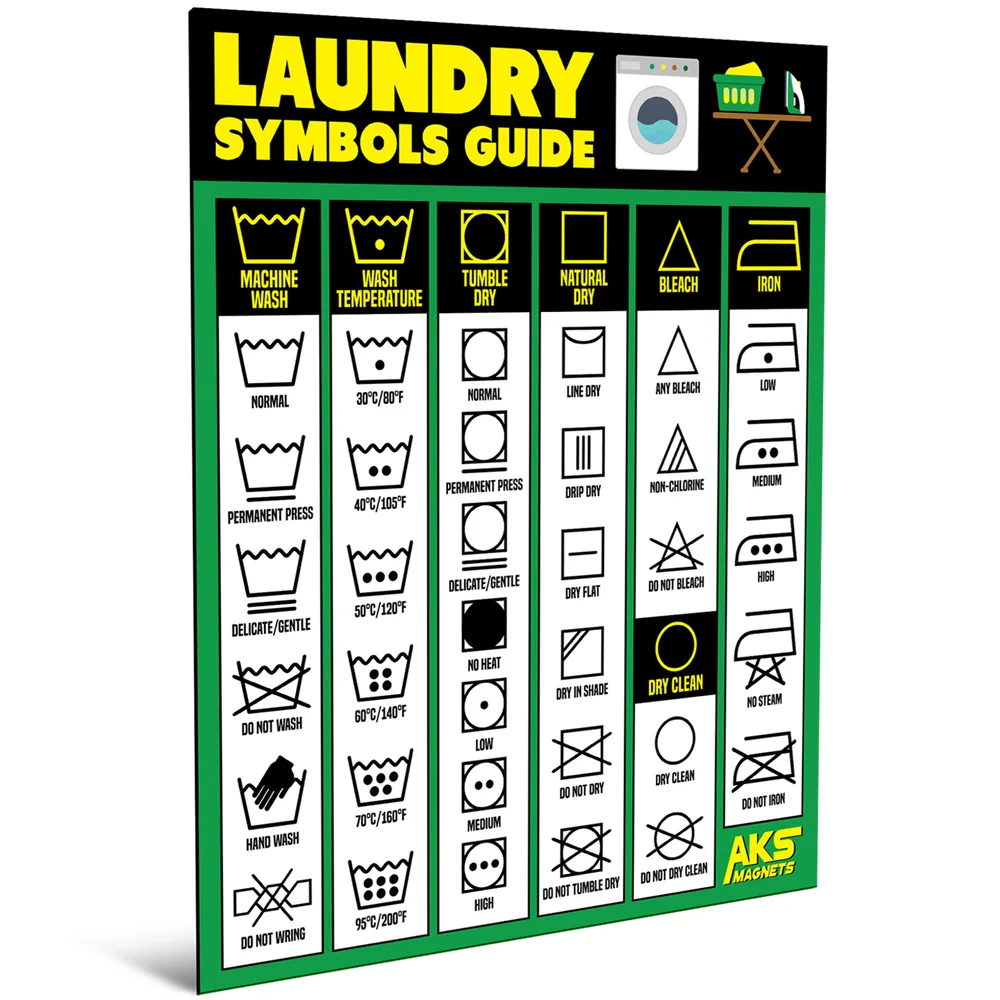 LAUNDRY
SYMBOLS GUIDE
MACHINE
WASH
NORMAL
PERMANENT PRESS
DELICATE/GENTLE
DO NOT WASH
HAND WASH
DO NOT WRING
WASH
TEMPERATURE
30°C/80°F
40°C/105°F
50°C/120°F
60°C/140°F
70°C/160°F
95°C/200°F
TUMBLE
DRY
NORMAL
PERMANENT PRESS
DELICATE/GENTLE
NO HEAT
LOW
MEDIUM
HIGH
NATURAL
DRY
LINE DRY
DRIP DRY
DRY FLAT
DRY IN SHADE
DO NOT DRY
DO NOT TUMBLE DRY
BLEACH
ANY BLEACH
NON-CHLORINE
DO NOT BLEACH
DRY CLEAN
DRY CLEAN
DO NOT DRY CLEAN
IRON
LOW
MEDIUM
HIGH
NO STEAM
DO NOT IRON
AKS
MAGNETS